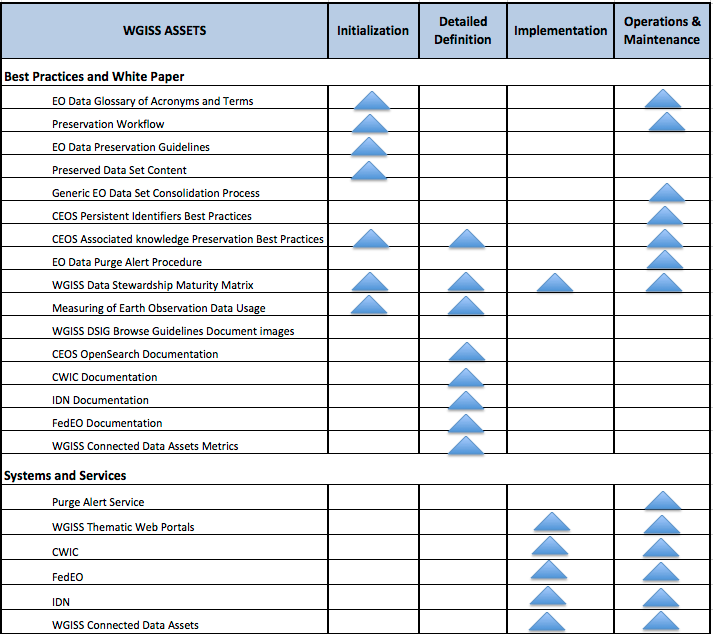 WGISS ASSETS
Initialization
Detailed
Definition
Implementation
Operations &
Maintenance
Best Practices and White Paper
EO Data Glossary of Acronyms and Terms
Preservation Workflow
EO Data Preservation Guidelines
Preserved Data Set Content
Generic EO Data Set Consolidation Process
CEOS Persistent Identifiers Best Practices
CEOS Associated knowledge Preservation Best Practices
EO Data Purge Alert Procedure
WGISS Data Stewardship Maturity Matrix
Measuring of Earth Observation Data Usage
WGISS DSIG Browse Guidelines Document images
CEOS OpenSearch Documentation
CWIC Documentation
IDN Documentation
FedEO Documentation
WGISS Connected Data Assets Metrics
Systems and Services
Purge Alert Service
WGISS Thematic Web Portals
CWIC
FedEO
IDN
WGISS Connected Data Assets